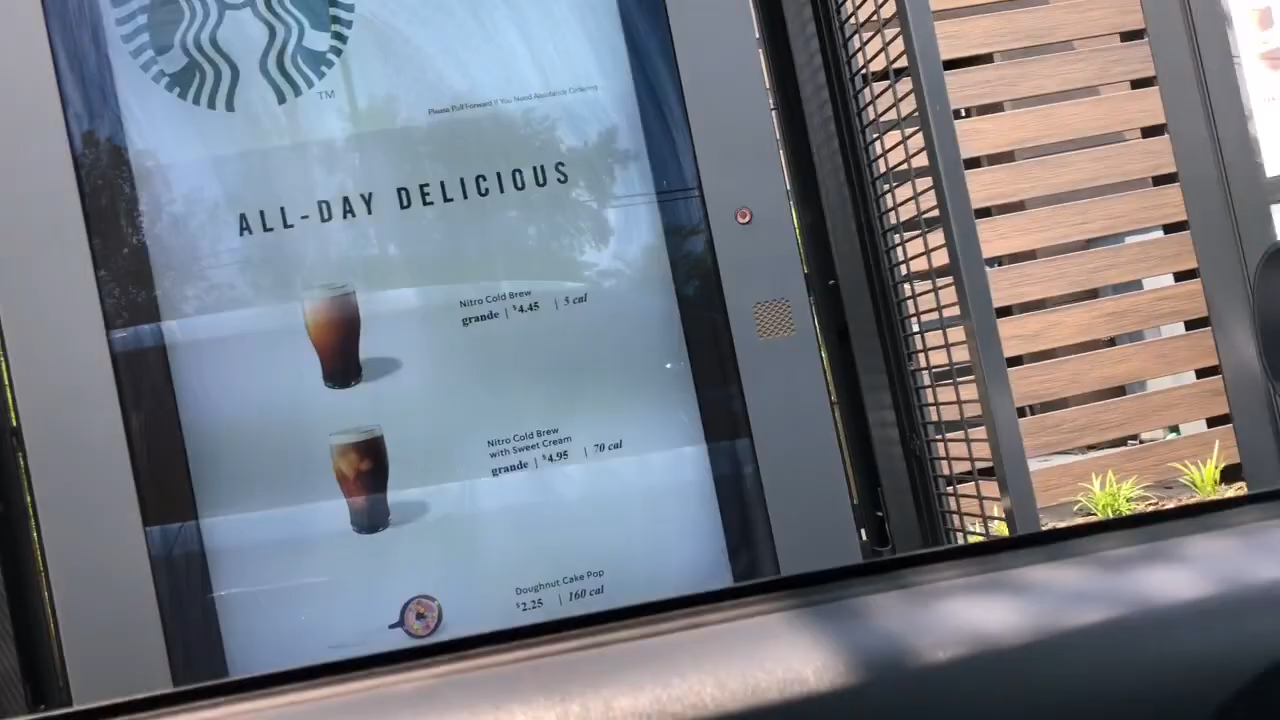 TM
Please Pull Forward If You Need Assistance Ordering
ALL-DAY DELICIOUS
Nitro Cold Brew
grande | $4.45 | 5 cal
Nitro Cold Brew
with Sweet Cream
grande | $4.95 | 70 cal
Doughnut Cake Pop
$2.25 | 160 cal